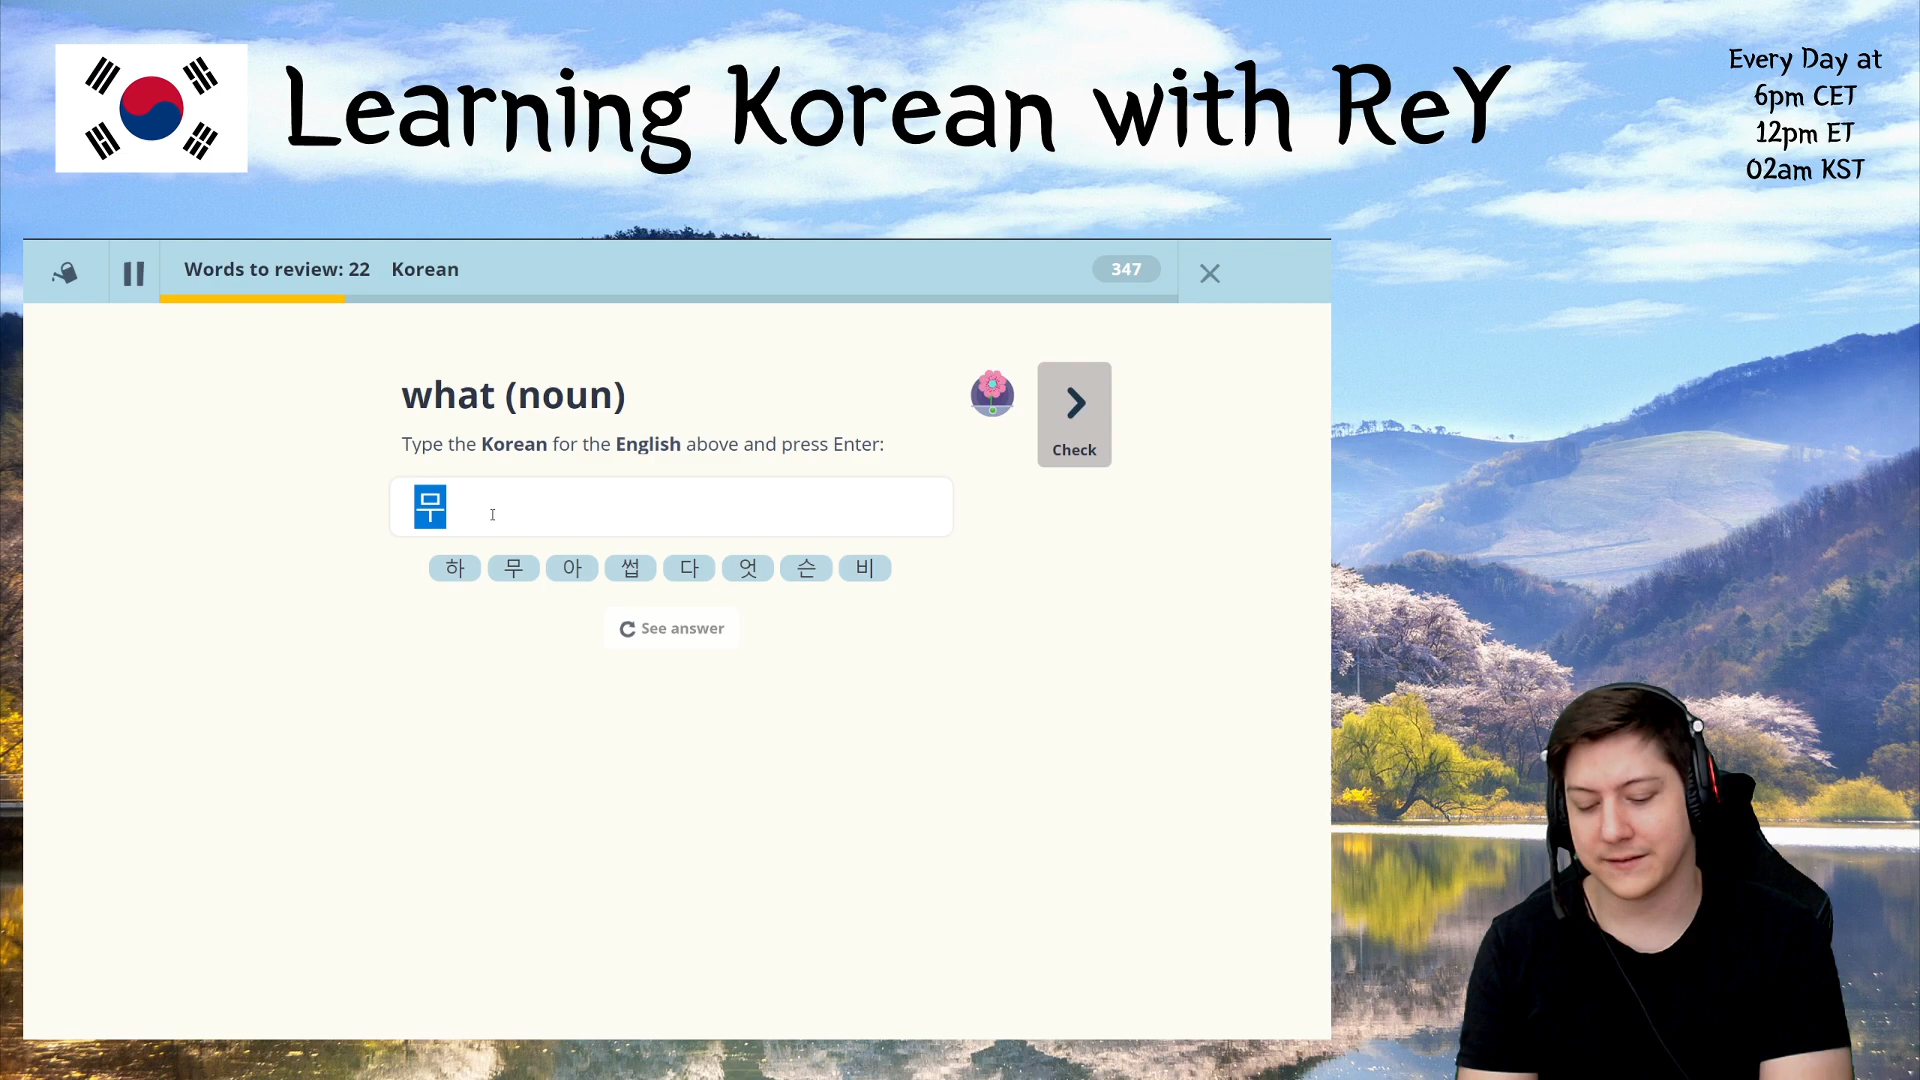 Learning Korean with ReY
Every Day at
6pm CET
12pm ET
02am KST
Words to review: 22 Korean
347
what (noun)
Type the Korean for the English above and press Enter:
무
하 무 아 썹 다 엇 슨 비
See answer
Check